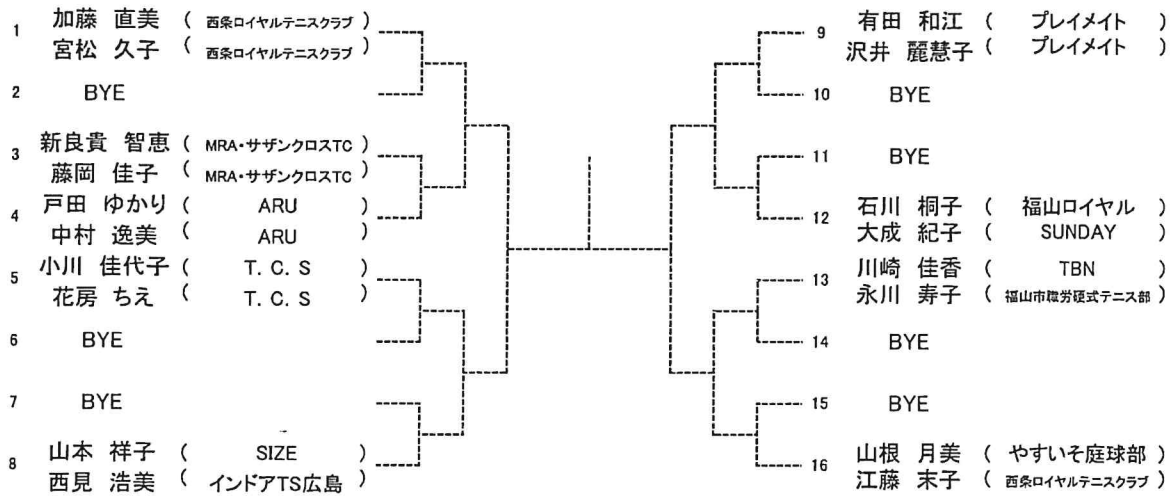 1 加藤 直美 ( 西条ロイヤルテニスクラブ )
宮松 久子 ( 西条ロイヤルテニスクラブ )
2 BYE
3 新良貴 智恵 ( MRA・サザンクロスTC )
藤岡 佳子 ( MRA・サザンクロスTC )
4 戸田 ゆかり ( ARU )
中村 逸美 ( ARU )
5 小川 佳代子 ( T. C. S )
花房 ちえ ( T. C. S )
6 BYE
7 BYE
8 山本 祥子 ( SIZE )
西見 浩美 ( インドアTS広島 )
9 有田 和江 ( プレイメイト )
沢井 麗慧子 ( プレイメイト )
10 BYE
11 BYE
12 石川 桐子 ( 福山ロイヤル )
大成 紀子 ( SUNDAY )
13 川崎 佳香 ( TBN )
永川 寿子 ( 福山市職労硬式テニス部 )
14 BYE
15 BYE
16 山根 月美 ( やすいそ庭球部 )
江藤 末子 ( 西条ロイヤルテニスクラブ )